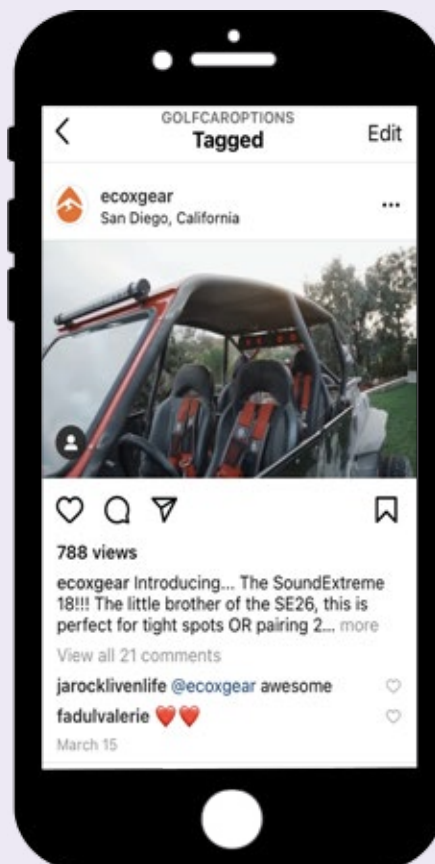 GOLFCAROPTIONS
Tagged
Edit
ecoxgear
San Diego, California
788 views
ecoxgear Introducing... The SoundExtreme
18!!! The little brother of the SE26, this is
perfect for tight spots OR pairing 2... more
View all 21 comments
jarocklivenlife @ecoxgear awesome
fadulvalerie ❤️❤️
March 15